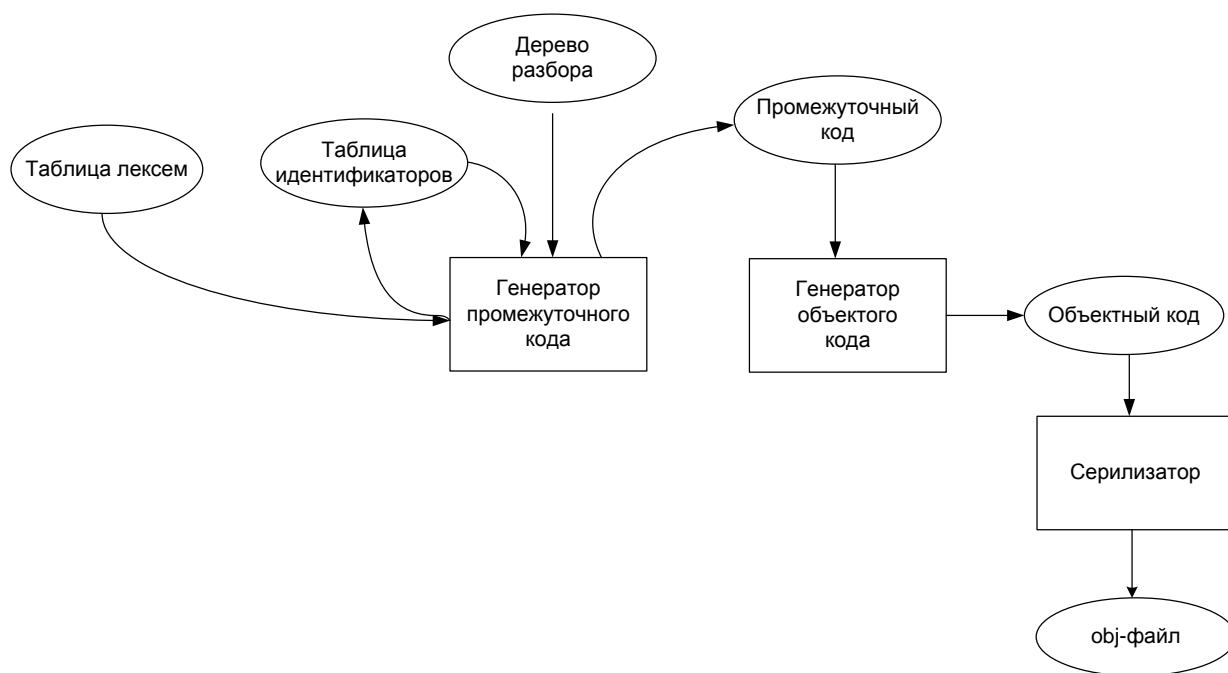 Дерево
разбора
Промежуточный
код
Таблица лексем
Таблица
идентификаторов
Генератор
промежуточного
кода
Генератор
объектого
кода
Объектный код
Серилизатор
obj-файл